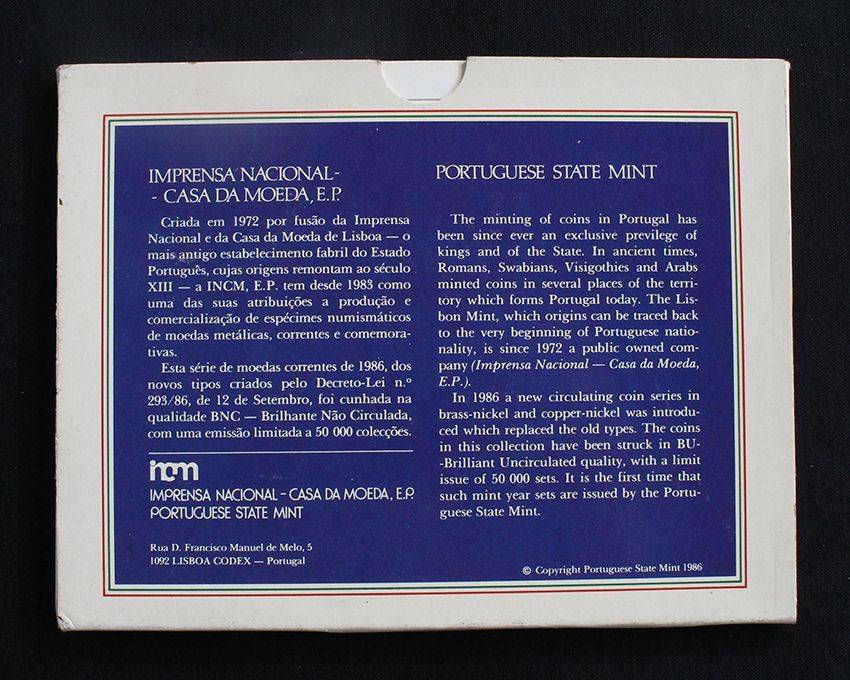 IMPRENSA NACIONAL-
- CASA DA MOEDA, E.P.
Criada em 1972 por fusão da Imprensa
Nacional e da Casa da Moeda de Lisboa — o
mais antigo estabelecimento fabril do Estado
Português, cujas origens remontam ao século
XIII — a INCM, E.P. tem desde 1983 como
uma das suas atribuições a produção e
comercialização de espécimes numismáticos
de moedas metálicas, correntes e comemora-
tivas.
Esta série de moedas correntes de 1986, dos
novos tipos criados pelo Decreto-Lei n.º
293/86, de 12 de Setembro, foi cunhada na
qualidade BNC — Brilhante Não Circulada,
com uma emissão limitada a 50 000 colecções.
incm
IMPRENSA NACIONAL - CASA DA MOEDA, E.P.
PORTUGUESE STATE MINT
Rua D. Francisco Manuel de Melo, 5
1092 LISBOA CODEX — Portugal
PORTUGUESE STATE MINT
The minting of coins in Portugal has
been since ever an exclusive previlege of
kings and of the State. In ancient times,
Romans, Swabians, Visigothies and Arabs
minted coins in several places of the terri-
tory which forms Portugal today. The Lis-
bon Mint, which origins can be traced back
to the very beginning of Portuguese natio-
nality, is since 1972 a public owned com-
pany (Imprensa Nacional — Casa da Moeda,
E.P.).
In 1986 a new circulating coin series in
brass-nickel and copper-nickel was introdu-
ced which replaced the old types. The coins
in this collection have been struck in BU-
-Brilliant Uncirculated quality, with a limit
issue of 50 000 sets. It is the first time that
such mint year sets are issued by the Portu-
guese State Mint.
© Copyright Portuguese State Mint 1986